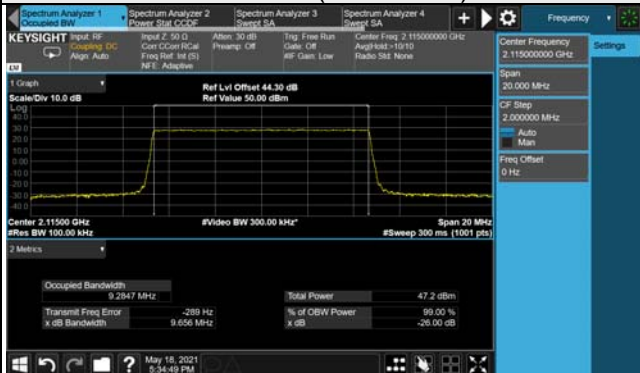 Spectrum Analyzer 1
Occupied BW
Spectrum Analyzer 2
Power Stat CCDF
Spectrum Analyzer 3
Swept SA
Spectrum Analyzer 4
Swept SA
+
Frequency
KEYSIGHT
Input: RF
Coupling: DC
Align: Auto
Input Z: 50 Ω
Corr CCorr RCal
Freq Ref: Int (S)
NFE: Adaptive
Atten: 30 dB
Preamp: Off
Trig: Free Run
Gate: Off
#IF Gain: Low
Center Freq: 2.115000000 GHz
Avg|Hold:>10/10
Radio Std: None
LXI
Center Frequency
2.115000000 GHz
Settings
Span
20.000 MHz
CF Step
2.000000 MHz
Auto
Man
Freq Offset
0 Hz
1 Graph
Scale/Div 10.0 dB
Ref Lvl Offset 44.30 dB
Ref Value 50.00 dBm
Log
40.0
30.0
20.0
10.0
0.00
-10.0
-20.0
-30.0
-40.0
Center 2.11500 GHz
#Res BW 100.00 kHz
#Video BW 300.00 kHz*
Span 20 MHz
#Sweep 300 ms (1001 pts)
2 Metrics
Occupied Bandwidth
9.2847 MHz
Total Power 47.2 dBm
Transmit Freq Error -289 Hz
% of OBW Power 99.00 %
x dB Bandwidth 9.656 MHz
x dB -26.00 dB
?
May 18, 2021
5:34:49 PM